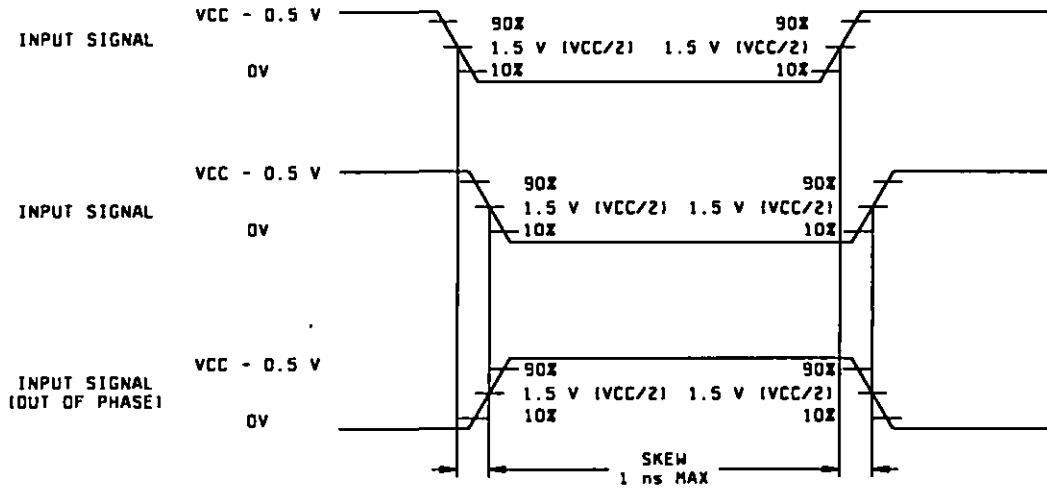 VCC - 0.5 V
90% 90%
INPUT SIGNAL 1.5 V (VCC/2) 1.5 V (VCC/2)
0V 10% 10%
VCC - 0.5 V
90% 90%
INPUT SIGNAL 1.5 V (VCC/2) 1.5 V (VCC/2)
0V 10% 10%
VCC - 0.5 V
90% 90%
INPUT SIGNAL 1.5 V (VCC/2) 1.5 V (VCC/2)
(OUT OF PHASE)
0V 10% 10%
SKEW
1 ns MAX